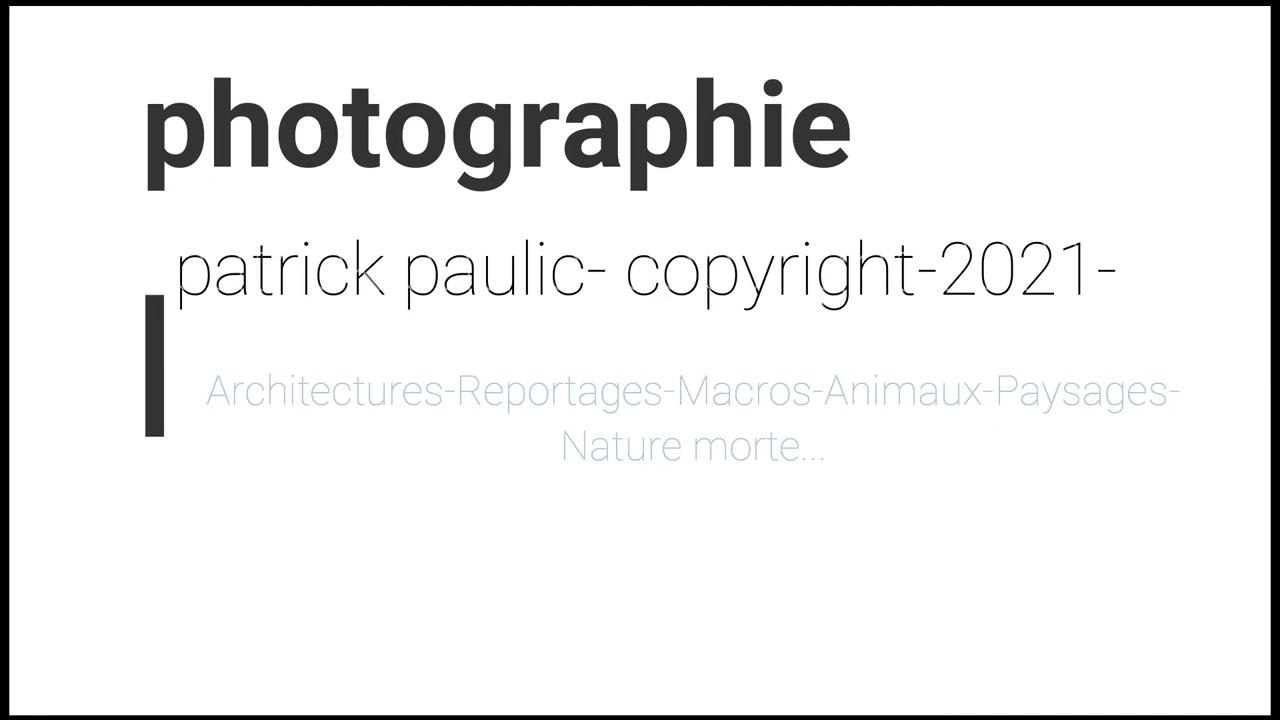 photographie
patrick paulic- copyright-2021-
Architectures-Reportages-Macros-Animaux-Paysages-
Nature morte...